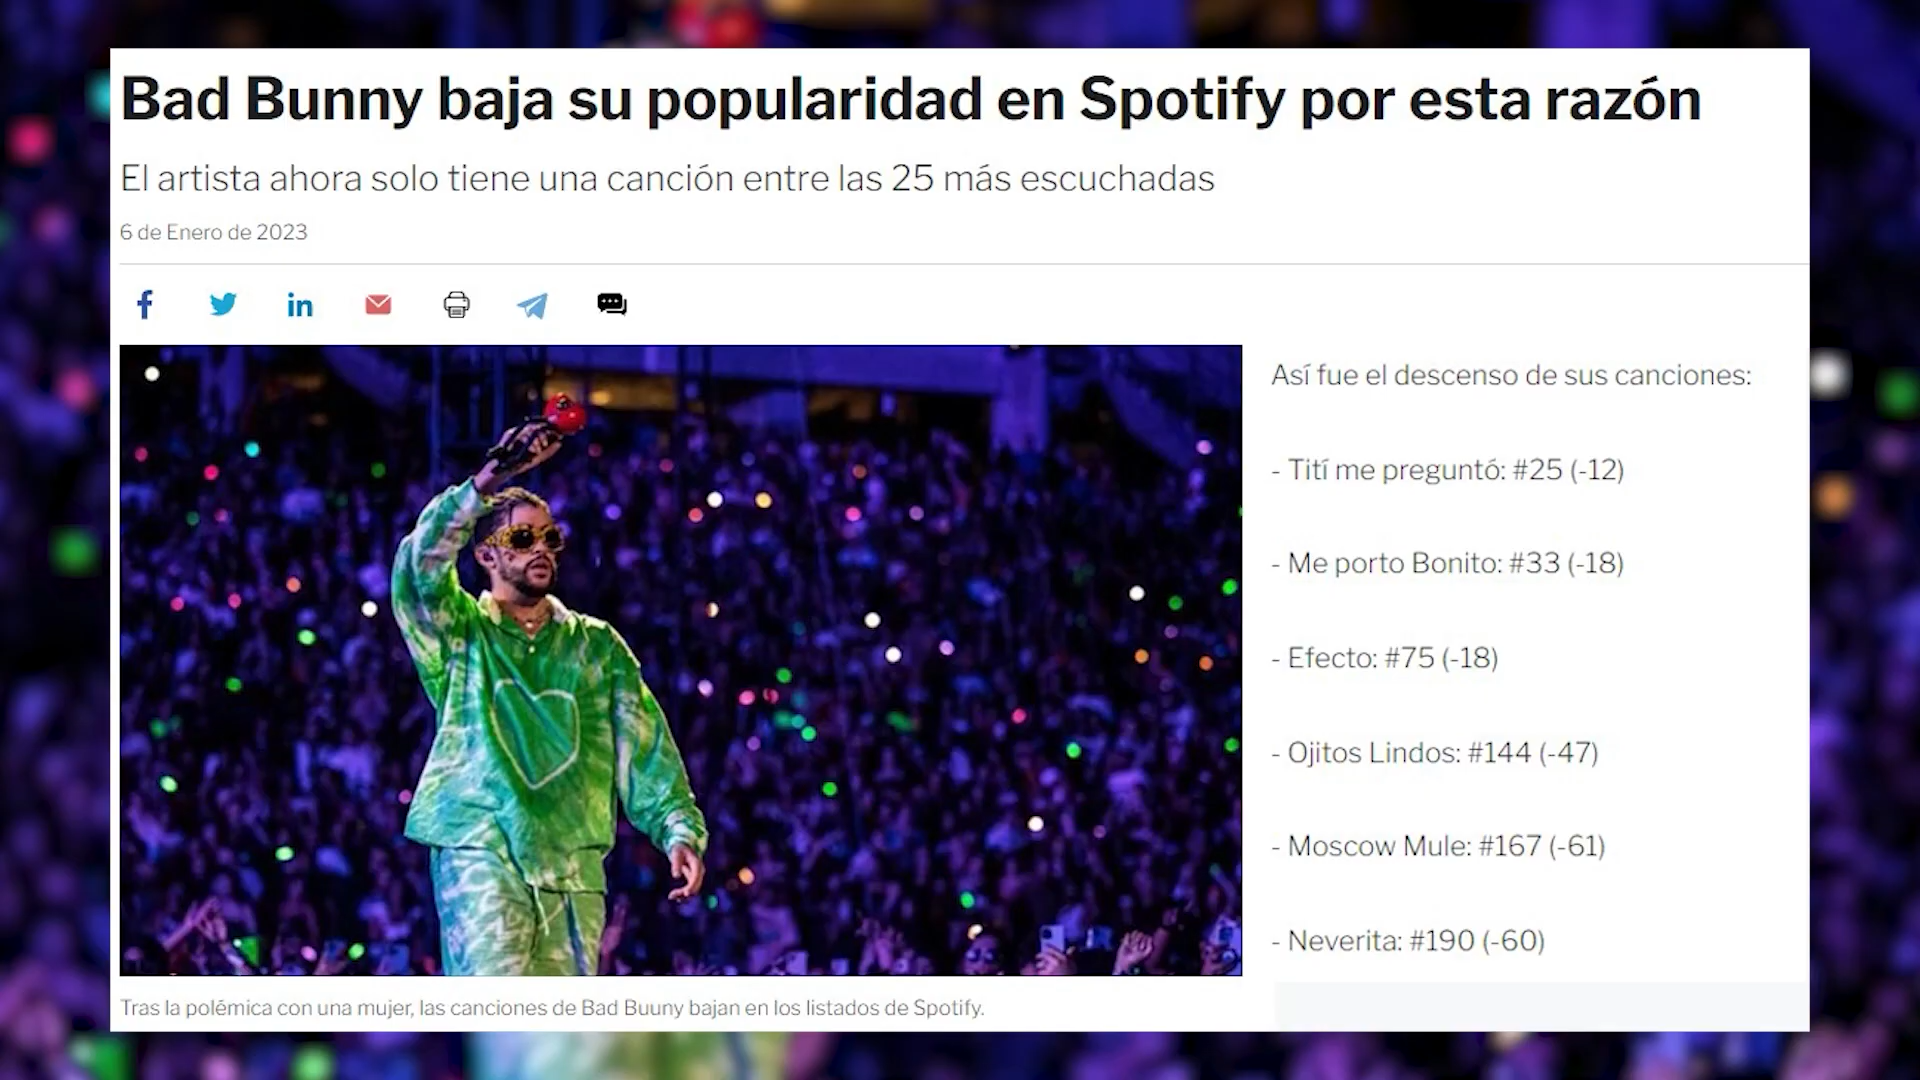 Bad Bunny baja su popularidad en Spotify por esta razón
El artista ahora solo tiene una canción entre las 25 más escuchadas
6 de Enero de 2023
Así fue el descenso de sus canciones:
- Tití me preguntó: #25 (-12)
- Me porto Bonito: #33 (-18)
- Efecto: #75 (-18)
- Ojitos Lindos: #144 (-47)
- Moscow Mule: #167 (-61)
- Neverita: #190 (-60)
Tras la polémica con una mujer, las canciones de Bad Buuny bajan en los listados de Spotify.